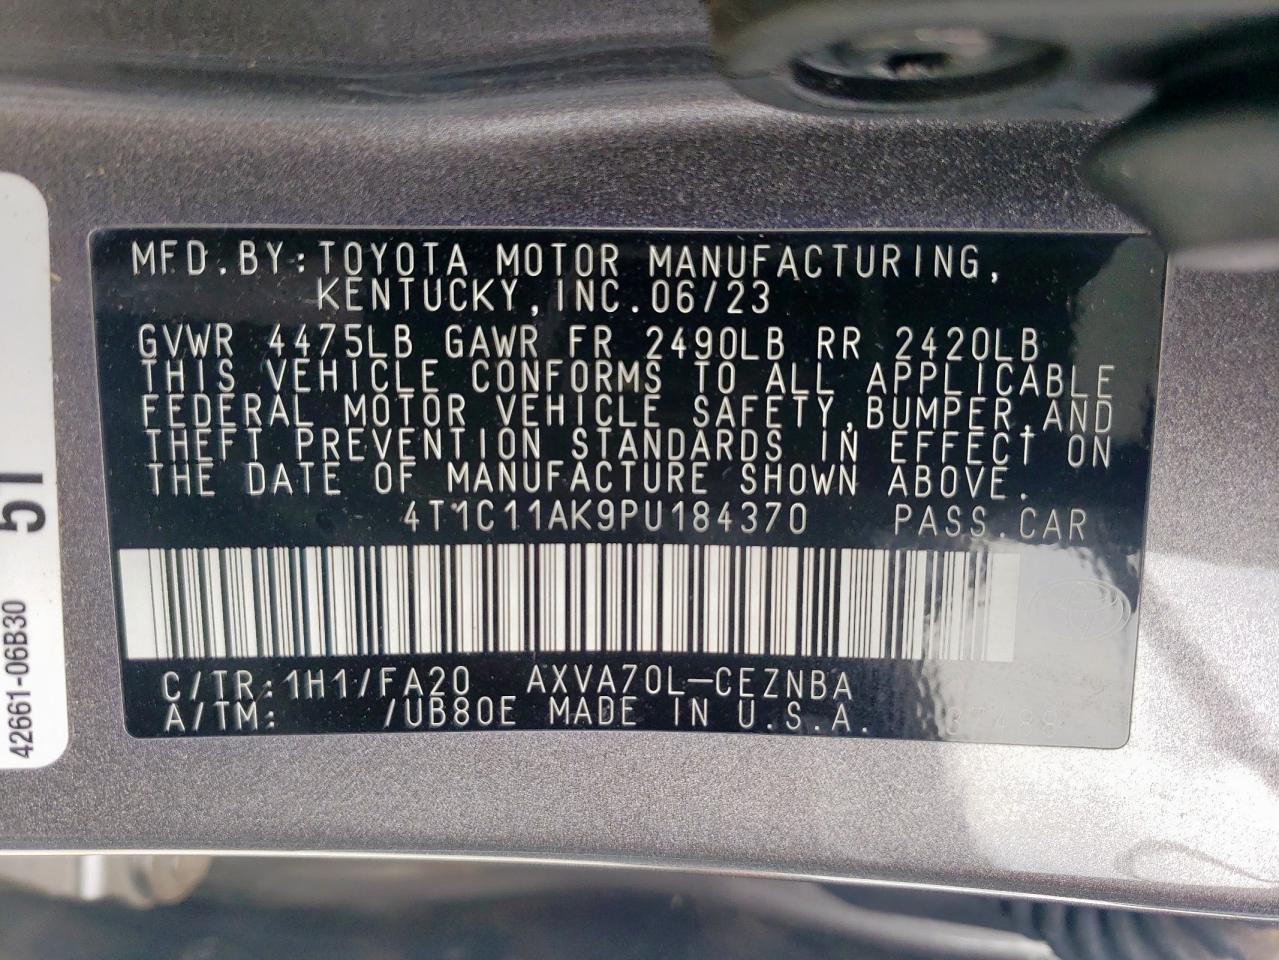 MFD.BY:TOYOTA MOTOR MANUFACTURING,
KENTUCKY,INC.06/23
GVWR 4475LB GAWR FR 2490LB RR 2420LB
THIS VEHICLE CONFORMS TO ALL APPLICABLE
FEDERAL MOTOR VEHICLE SAFETY,BUMPER,AND
THEFT PREVENTION STANDARDS IN EFFECT ON
THE DATE OF MANUFACTURE SHOWN ABOVE.
4T1C11AK9PU184370 PASS.CAR
C/TR:1H1/FA20 AXVA70L-CEZNBA
A/TM: /UB80E MADE IN U.S.A.
42661-06B30